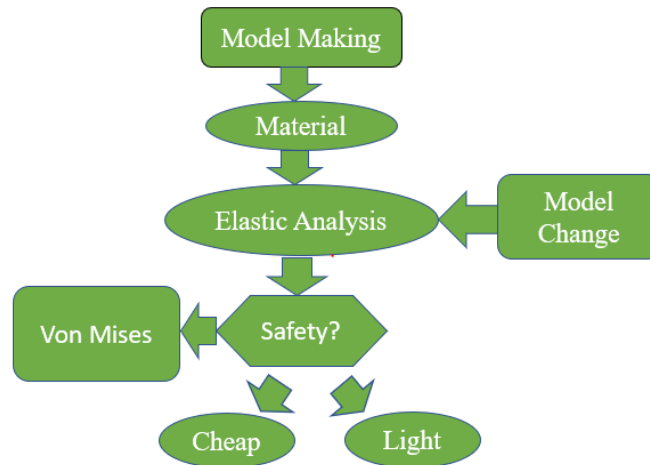 Model Making
Material
Elastic Analysis
Model
Change
Von Mises
Safety?
Cheap
Light